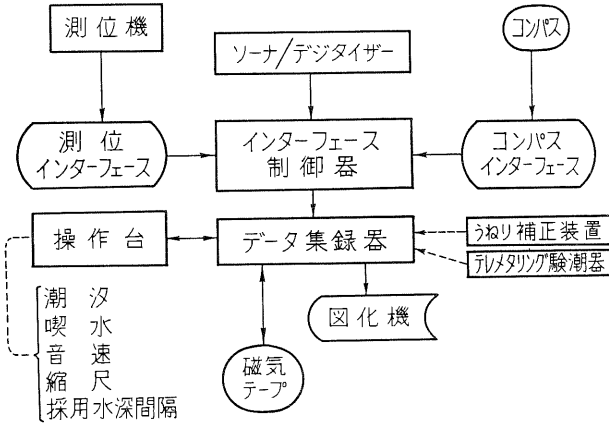 測位機
ソーナ/デジタイザー
コンパス
測位
インターフェース
インターフェース
制御器
コンパス
インターフェース
操作台
データ集録器
うねり補正装置
テレメタリング験潮器
潮汐
喫水
音速
縮尺
採用水深間隔
図化機
磁気
テープ